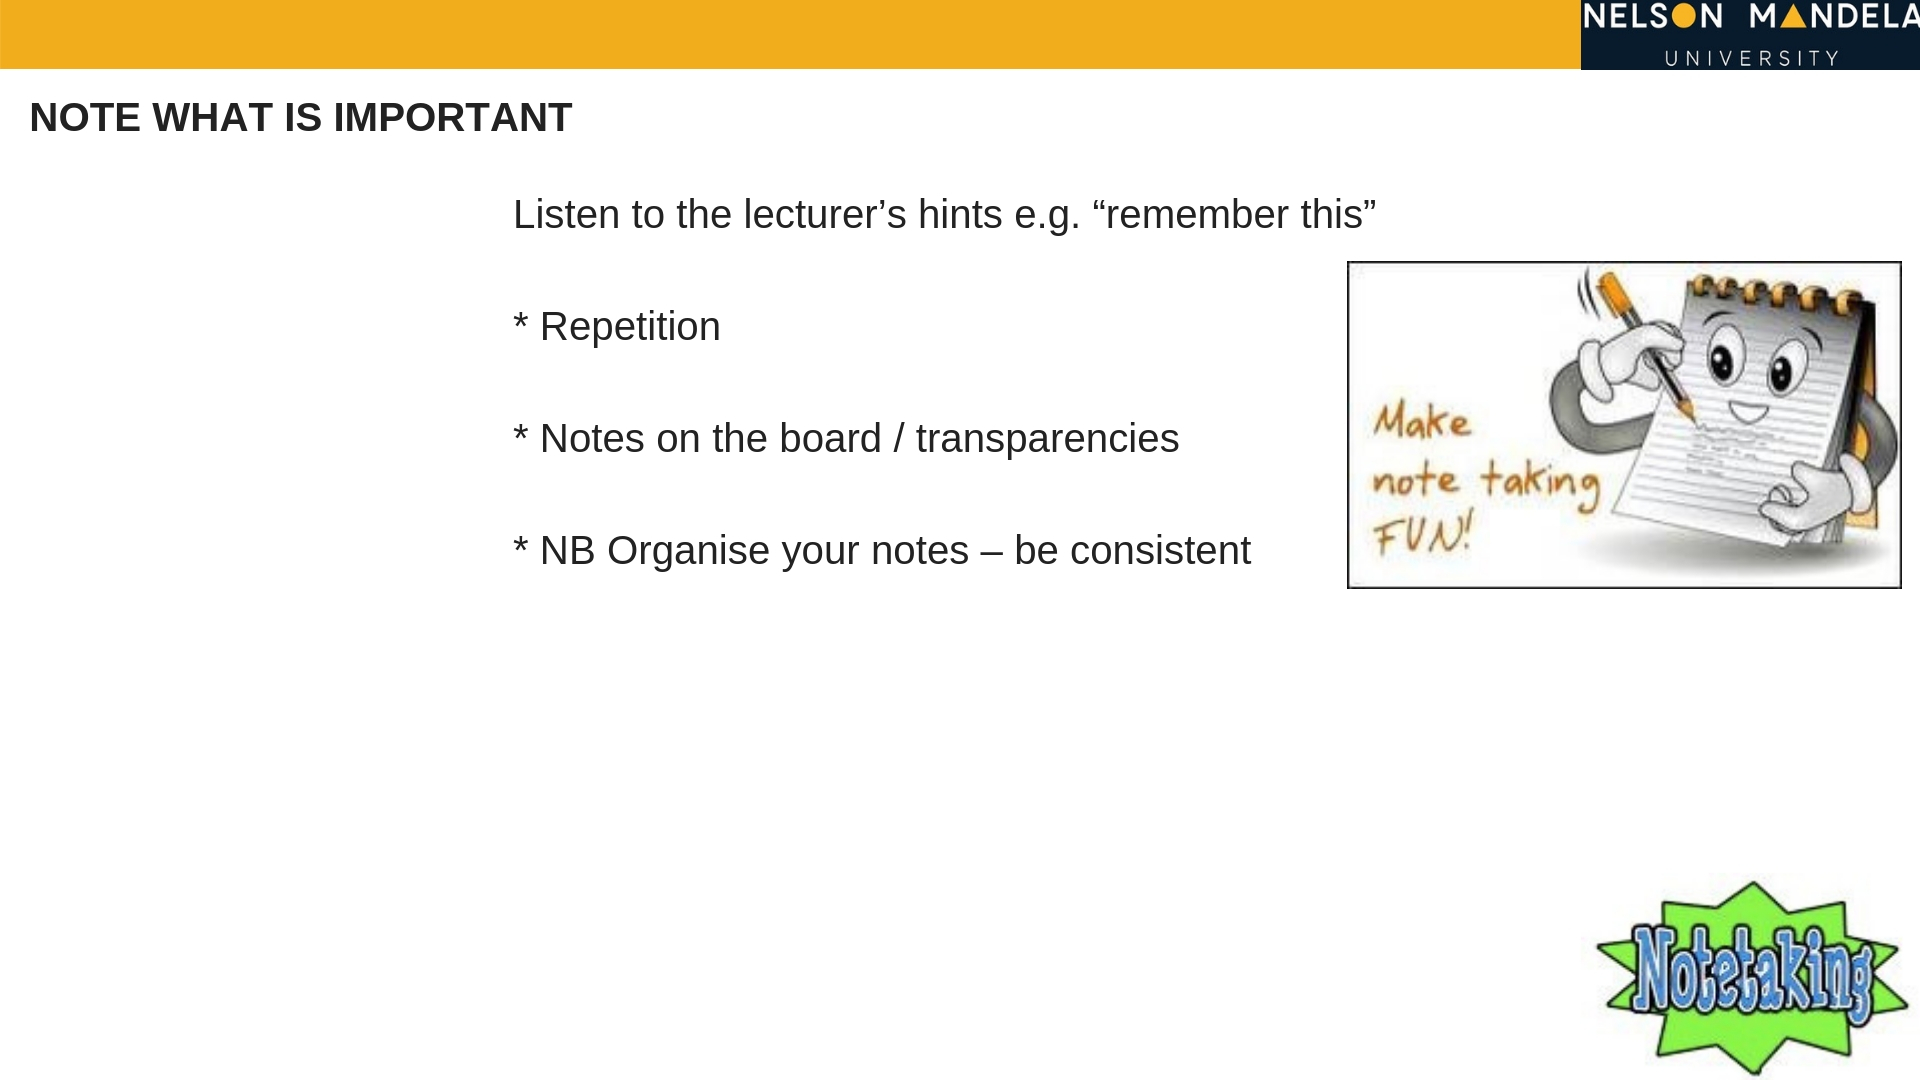 NELSON MANDELA
UNIVERSITY
NOTE WHAT IS IMPORTANT
Listen to the lecturer’s hints e.g. “remember this”
* Repetition
* Notes on the board / transparencies
* NB Organise your notes – be consistent
Make
note taking
FUN!
Notetaking